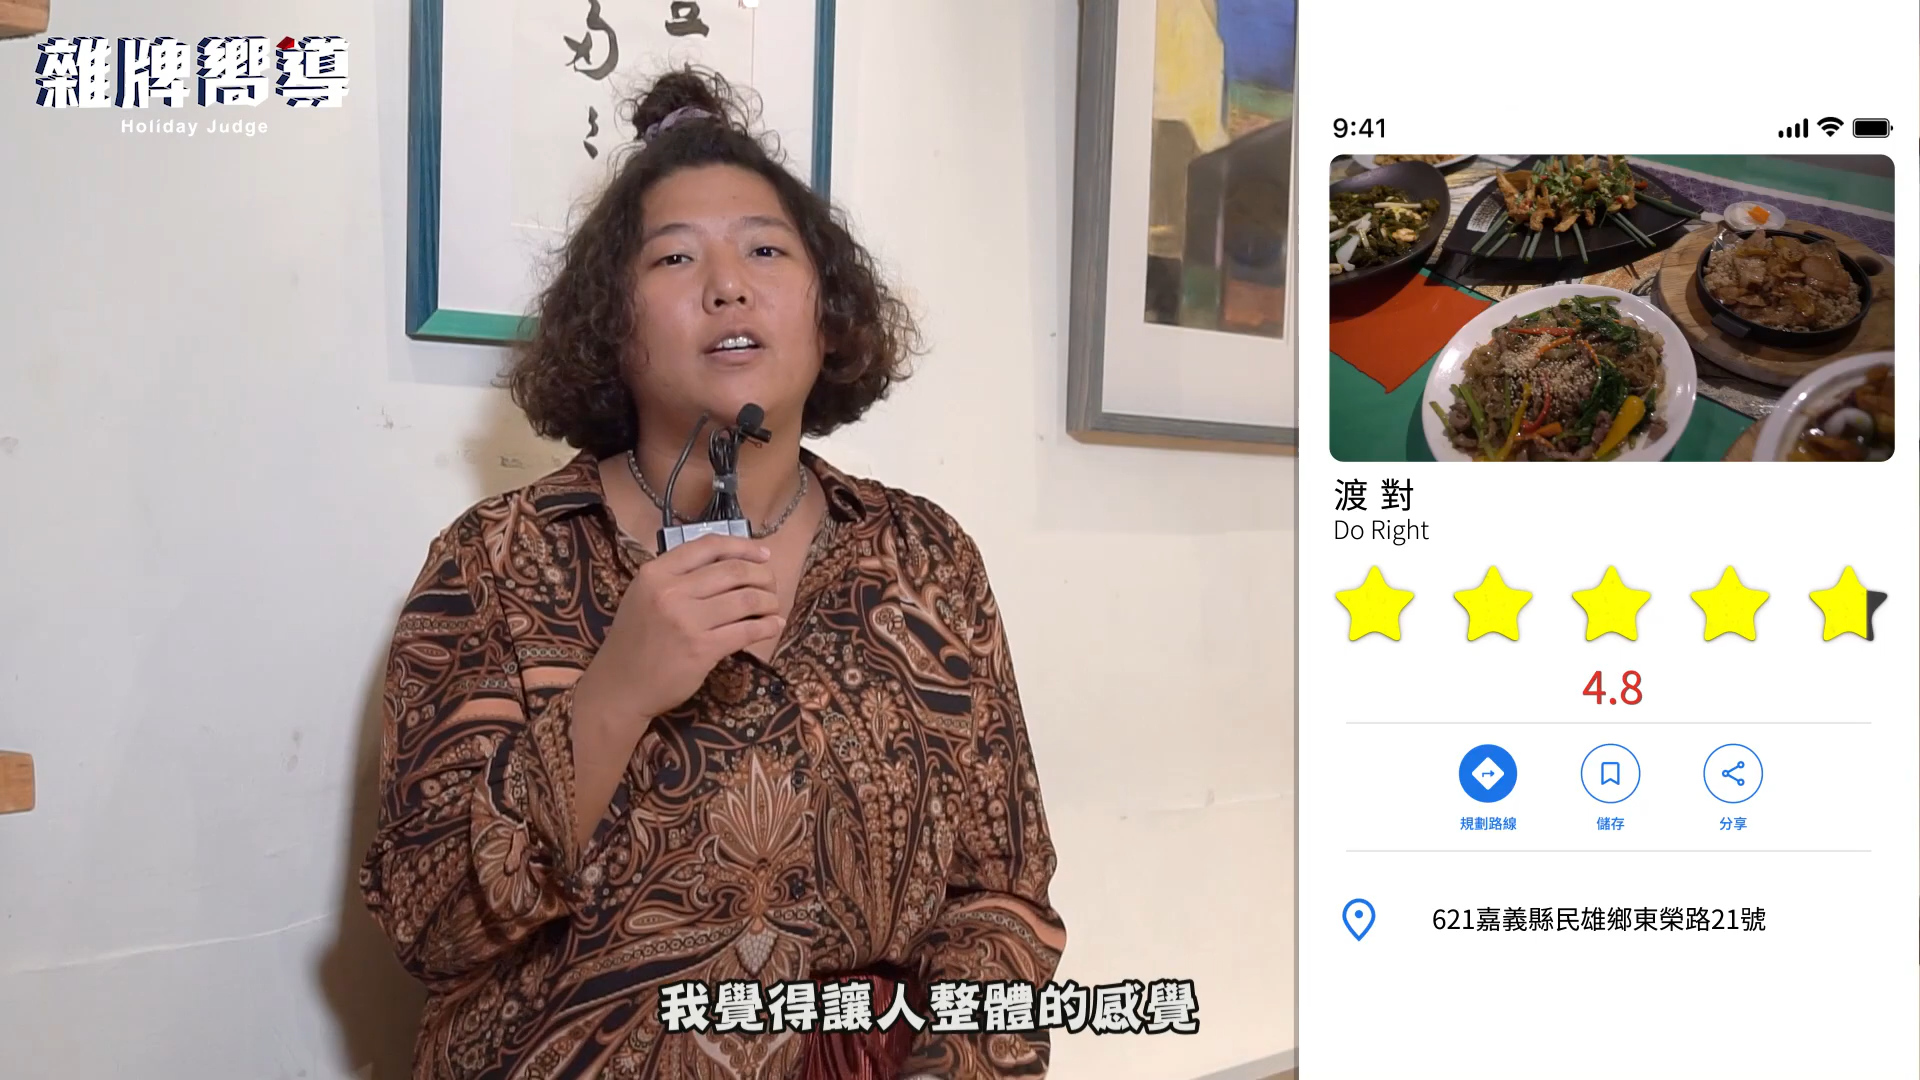 雜牌嚮導
Holiday Judge
9:41
渡 對
Do Right
4.8
規劃路線
儲存
分享
621嘉義縣民雄鄉東榮路21號
我覺得讓人整體的感覺